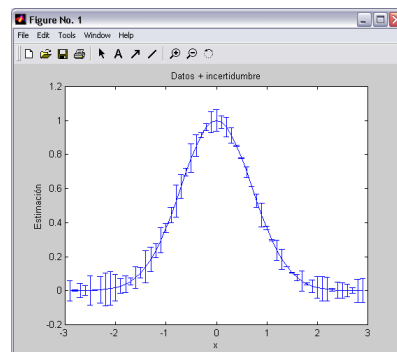 Figure No. 1
File Edit Tools Window Help
Datos + incertidumbre
1.2
1
0.8
0.6
0.4
0.2
0
-0.2
Estimación
-3 -2 -1 0 1 2 3
x